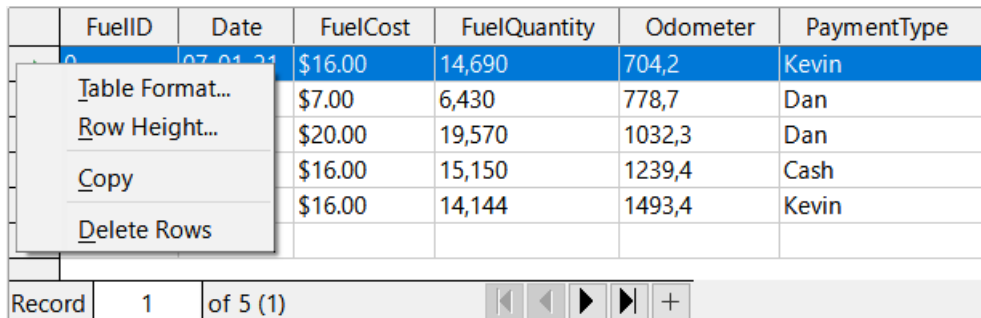 FuelID Date FuelCost FuelQuantity Odometer PaymentType
$16.00 14,690 704,2 Kevin
Table Format...
$7.00 6,430 778,7 Dan
Row Height...
$20.00 19,570 1032,3 Dan
Copy
$16.00 15,150 1239,4 Cash
$16.00 14,144 1493,4 Kevin
Delete Rows
Record 1 of 5 (1)